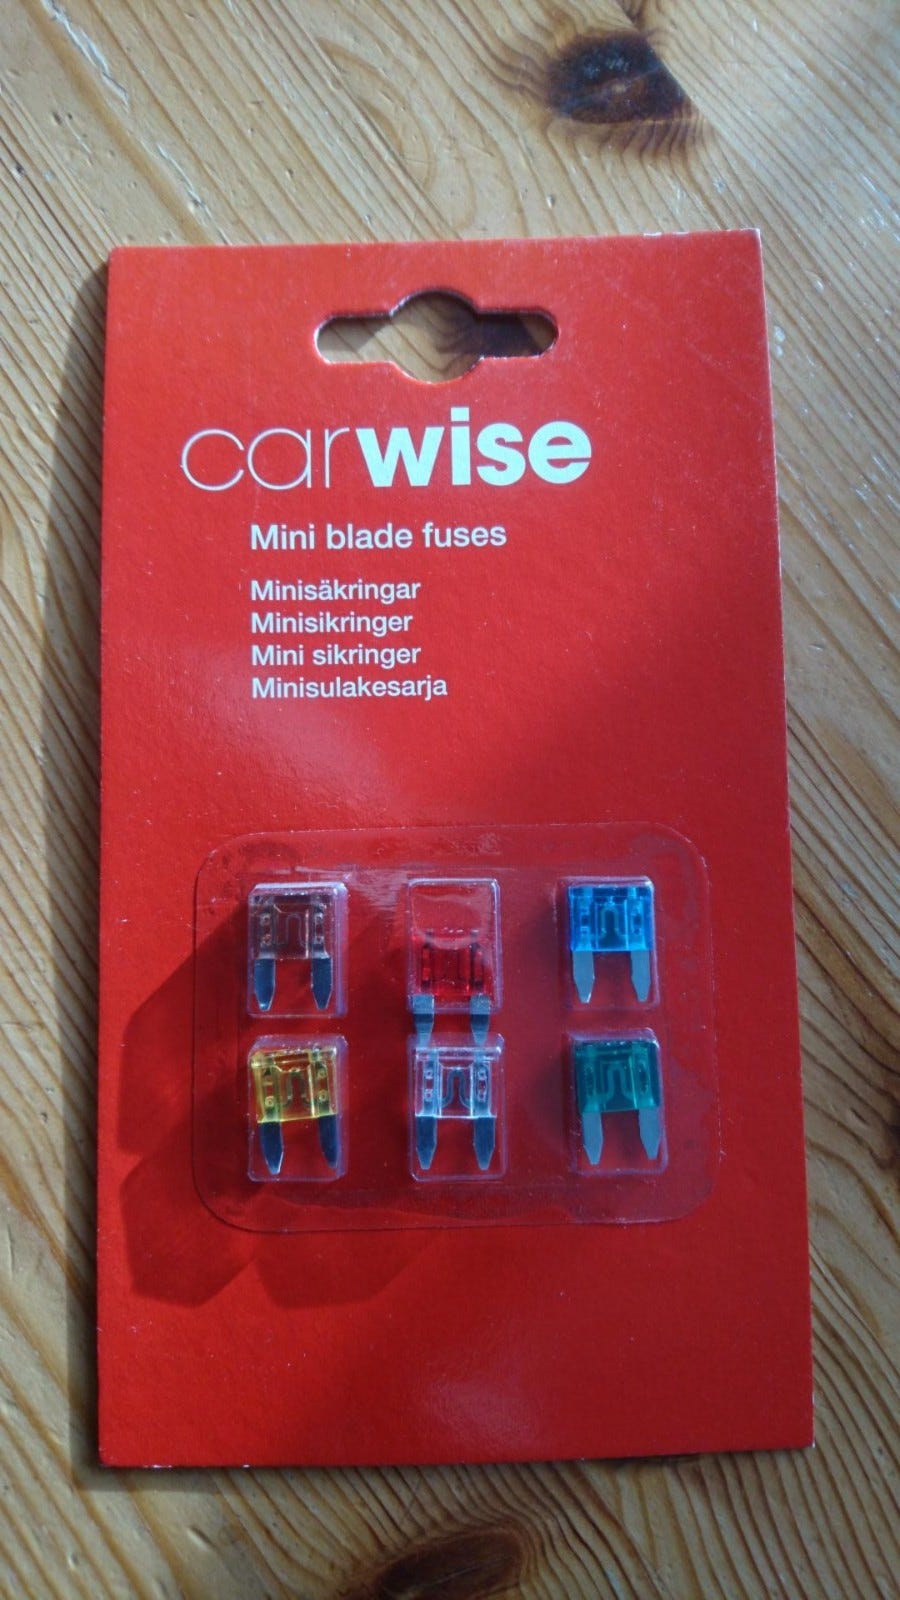 carwise
Mini blade fuses
Minisäkringar
Minisikringer
Mini sikringer
Minisulakesarja